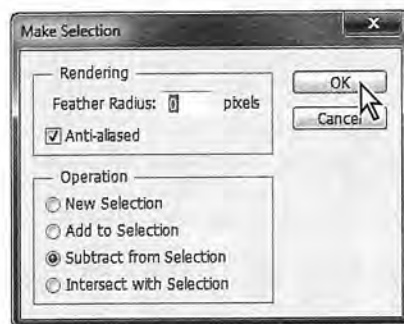 Make Selection
x
Rendering
Feather Radius: 0 pixels
Anti-aliased
OK
Cancel
Operation
New Selection
Add to Selection
Subtract from Selection
Intersect with Selection